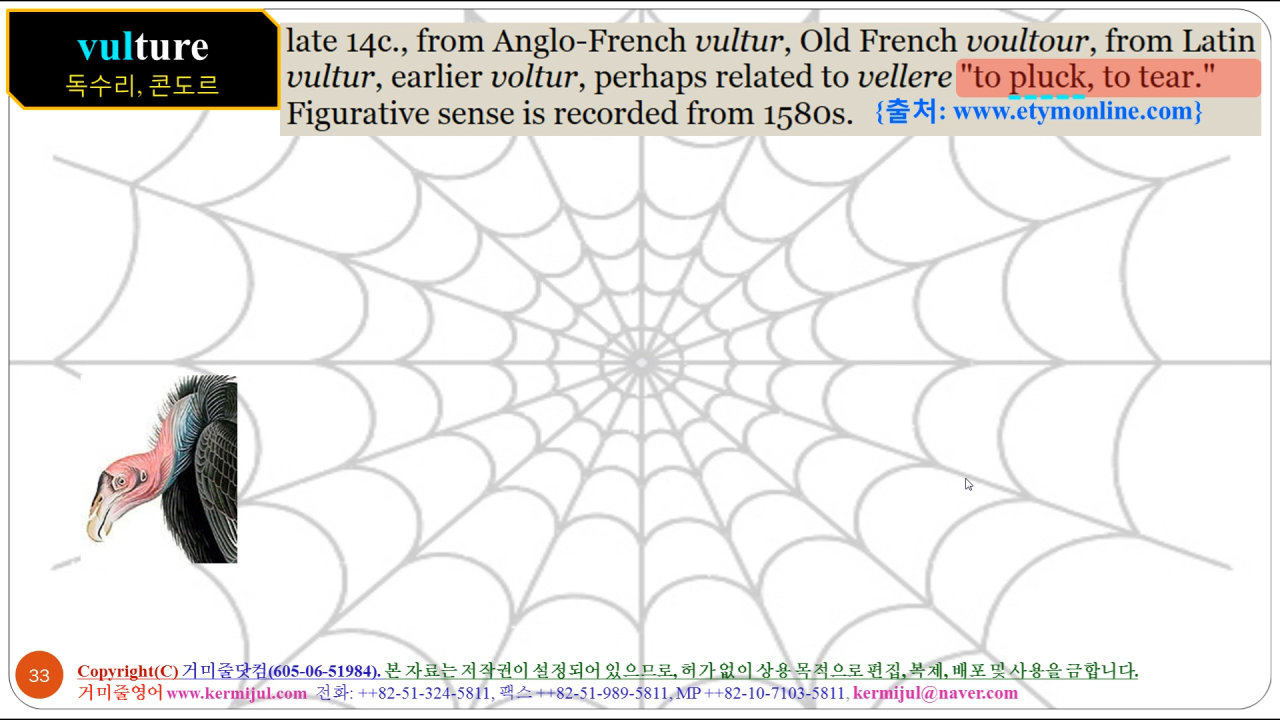 vulture
독수리, 콘도르
late 14c., from Anglo-French vultur, Old French voultour, from Latin
vultur, earlier voltur, perhaps related to vellere "to pluck, to tear."
Figurative sense is recorded from 1580s. {출처: www.etymonline.com}
33
Copyright(C) 거미줄닷컴(605-06-51984). 본 자료는 저작권이 설정되어 있으므로, 허가 없이 상용 목적으로 편집, 복제, 배포 및 사용을 금합니다.
거미줄영어 www.kermijul.com 전화: ++82-51-324-5811, 팩스 ++82-51-989-5811, MP ++82-10-7103-5811, kermijul@naver.com